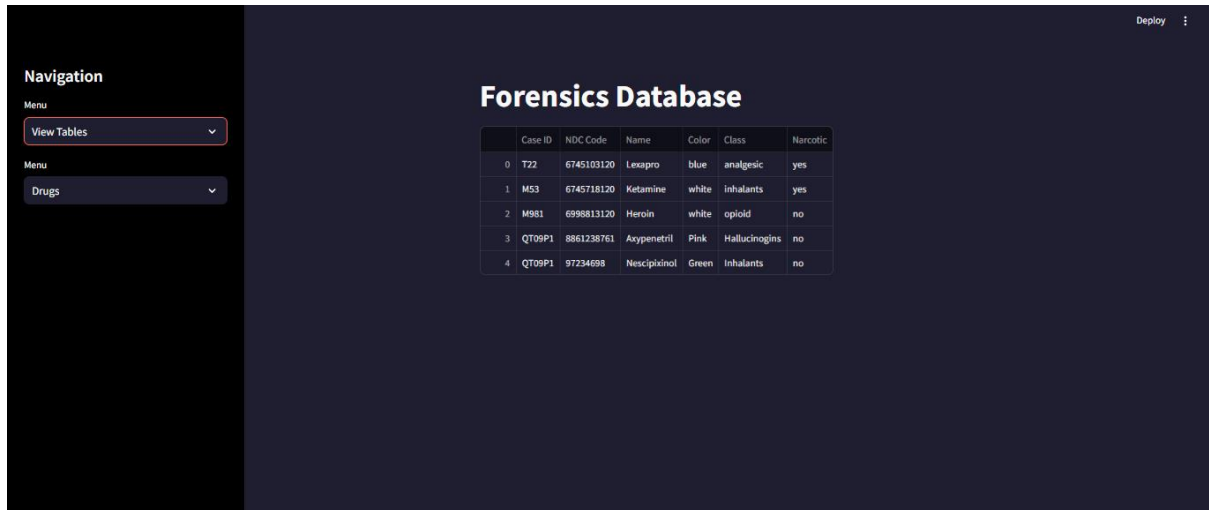 Deploy
Navigation
Menu
View Tables
Menu
Drugs
Forensics Database
Case ID NDC Code Name Color Class Narcotic
0 T22 6745103120 Lexapro blue analgesic yes
1 M53 6745718120 Ketamine white inhalants yes
2 M981 6998813120 Heroin white opioid no
3 QT09P1 8861238761 Axypenetril Pink Hallucinogins no
4 QT09P1 97234698 Nescipixinol Green Inhalants no